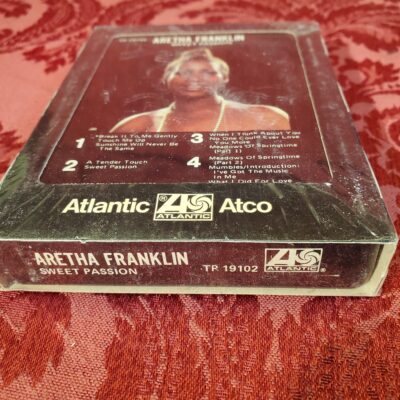 TP 19102
ARETHA FRANKLIN
SWEET PASSION
1
Break It To Me Gently
Touch Me Up
Sunshine Will Never Be
The Same
2
A Tender Touch
Sweet Passion
3
When I Think About You
No One Could Ever Love
You More
Meadows Of Springtime
(Part 1)
4
Meadows Of Springtime
(Part 2)
Mumbles/Introduction:
I've Got The Music
In Me
What I Did For Love
Atlantic
ATLANTIC
Atco
ARETHA FRANKLIN
SWEET PASSION
TP 19102
ATLANTIC